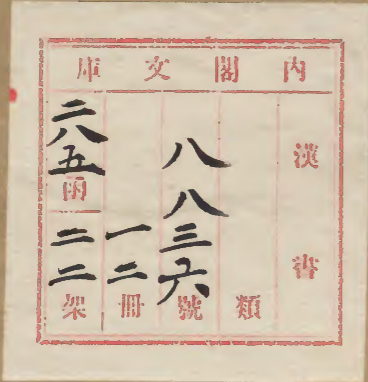 内閣文庫
漢書
類
八八三六號
一二冊
二八五函
二二架